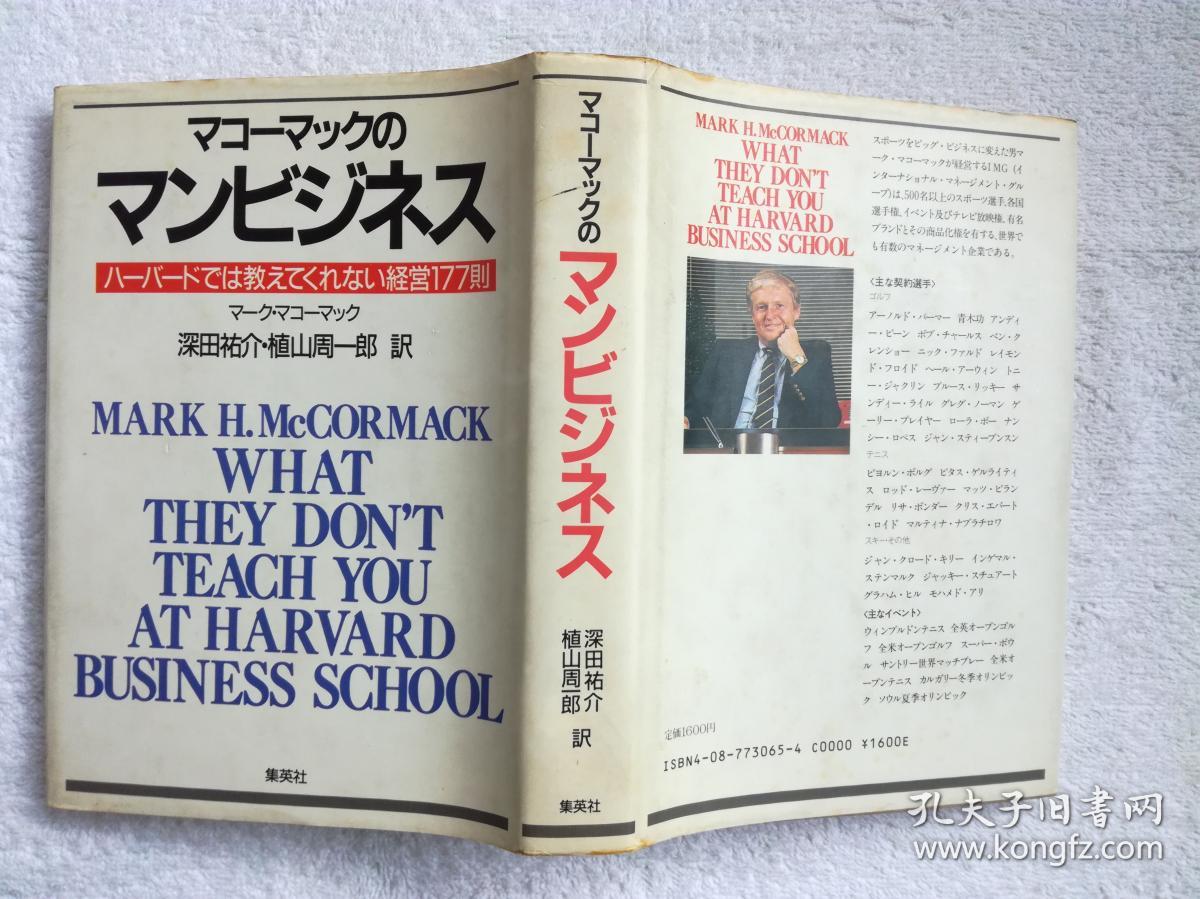 マコーマックの
マンビジネス
ハーバードでは教えてくれない経営177則
マーク・マコーマック
深田祐介・植山周一郎 訳
MARK H. McCORMACK
WHAT
THEY DON'T
TEACH YOU
AT HARVARD
BUSINESS SCHOOL
集英社
マコーマックの
マンビジネス
深田祐介
植山周一郎
訳
集英社
MARK H. McCORMACK
WHAT
THEY DON'T
TEACH YOU
AT HARVARD
BUSINESS SCHOOL
スポーツをビッグ・ビジネスに変えた男マ
ーク・マコーマックが経営するIMG（イ
ンターナショナル・マネージメント・グル
ープ）は、500名以上のスポーツ選手、各国
選手権、イベント及びテレビ放映権、有名
ブランドとその商品化権を有する、世界で
も有数のマネージメント企業である。
〈主な契約選手〉
ゴルフ
アーノルド・パーマー 青木功 アンディ
ー・ビーン ボブ・チャールス ベン・ク
レンショー ニック・ファルド レイモン
ド・フロイド ヘール・アーウィン トニ
ー・ジャクリン ブルース・リッキー サ
ンディー・ライル グレグ・ノーマン ゲ
ーリー・プレイヤー ローラ・ボー ナン
シー・ロペス ジャン・スティーブンスン
テニス
ビヨルン・ボルグ ビタス・ゲルライティ
ス ロッド・レーヴァー マッツ・ビラン
デル リサ・ボンダー クリス・エバート
・ロイド マルティナ・ナブラチロワ
スキー・その他
ジャン・クロード・キリー インゲマル・
ステンマルク ジャッキー・スチュアート
グラハム・ヒル モハメド・アリ
〈主なイベント〉
ウィンブルドンテニス 全英オープンゴル
フ 全米オープンゴルフ スーパー・ボウ
ル サントリー世界マッチプレー 全米オ
ープンテニス カルガリー冬季オリンピッ
ク ソウル夏季オリンピック
定価1600円
ISBN4-08-773065-4 C0000 ¥1600E
孔夫子旧书网
www.kongfz.com